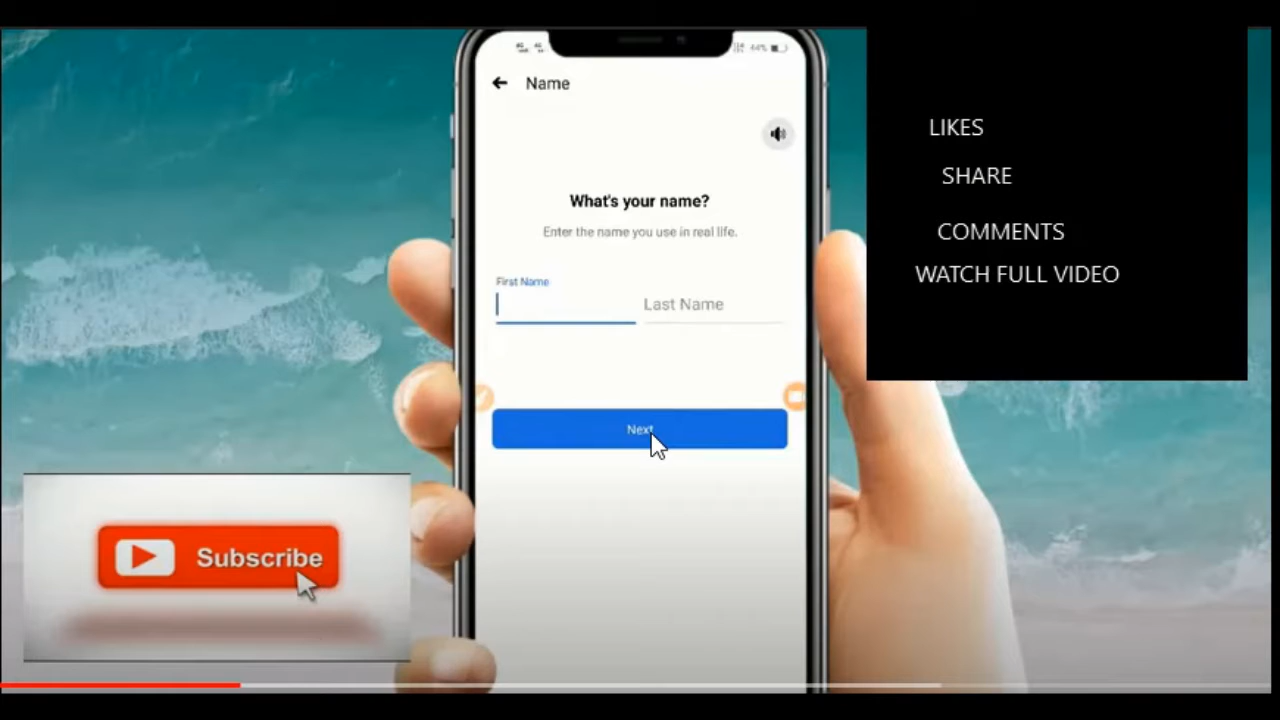 44%
Name
What's your name?
Enter the name you use in real life.
First Name
Last Name
Next
LIKES
SHARE
COMMENTS
WATCH FULL VIDEO
Subscribe